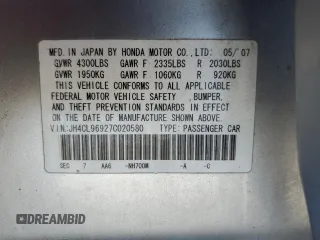 MFD. IN JAPAN BY HONDA MOTOR CO.,LTD: 05/'07
GVWR 4300LBS GAWR F 2335LBS R 2030LBS
GVWR 1950KG GAWR F 1060KG R 920KG
THIS VEHICLE CONFORMS TO ALL APPLICABLE
FEDERAL MOTOR VEHICLE SAFETY ,BUMPER,
AND THEFT PREVENTION STANDARDS
IN EFFECT ON THE DATE
OF MANUFACTURE SHOWN ABOVE.
V.I.N:JH4CL96927C020580 TYPE: PASSENGER CAR
SEC 7 AA6 -NH700M -A -C
DREAMBID